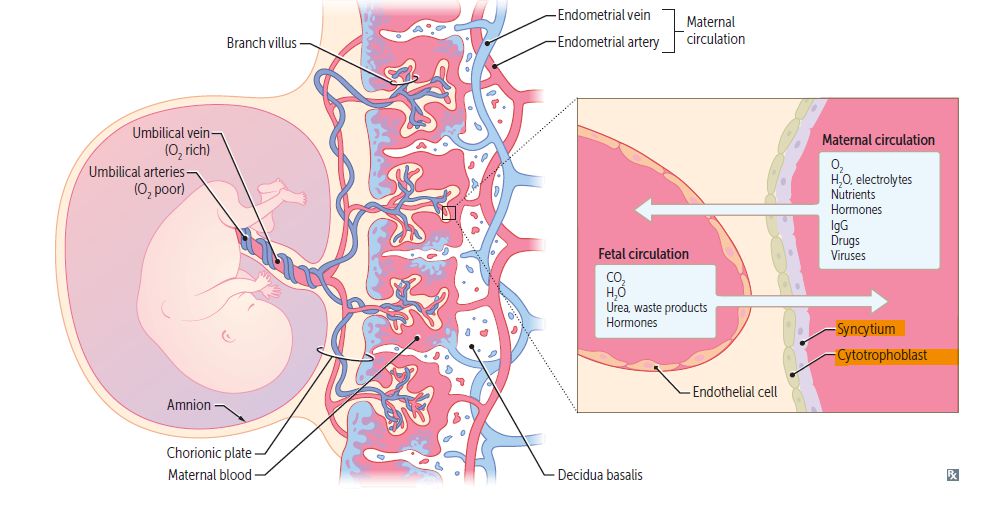 Endometrial vein
Endometrial artery
Maternal
circulation
Branch villus
Umbilical vein
(O₂ rich)
Umbilical arteries
(O₂ poor)
Maternal circulation
O₂
H₂O, electrolytes
Nutrients
Hormones
IgG
Drugs
Viruses
Fetal circulation
CO₂
H₂O
Urea, waste products
Hormones
Syncytium
Cytotrophoblast
Endothelial cell
Amnion
Chorionic plate
Maternal blood
Decidua basalis
Rx